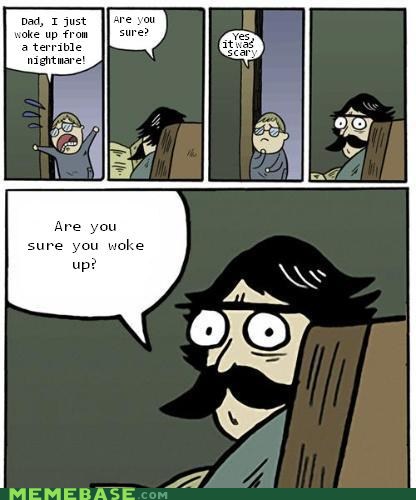 Dad, I just
woke up from
a terrible
nightmare!
Are you
sure?
Yes,
it was
scary
Are you
sure you woke
up?
MEMEBASE.COM